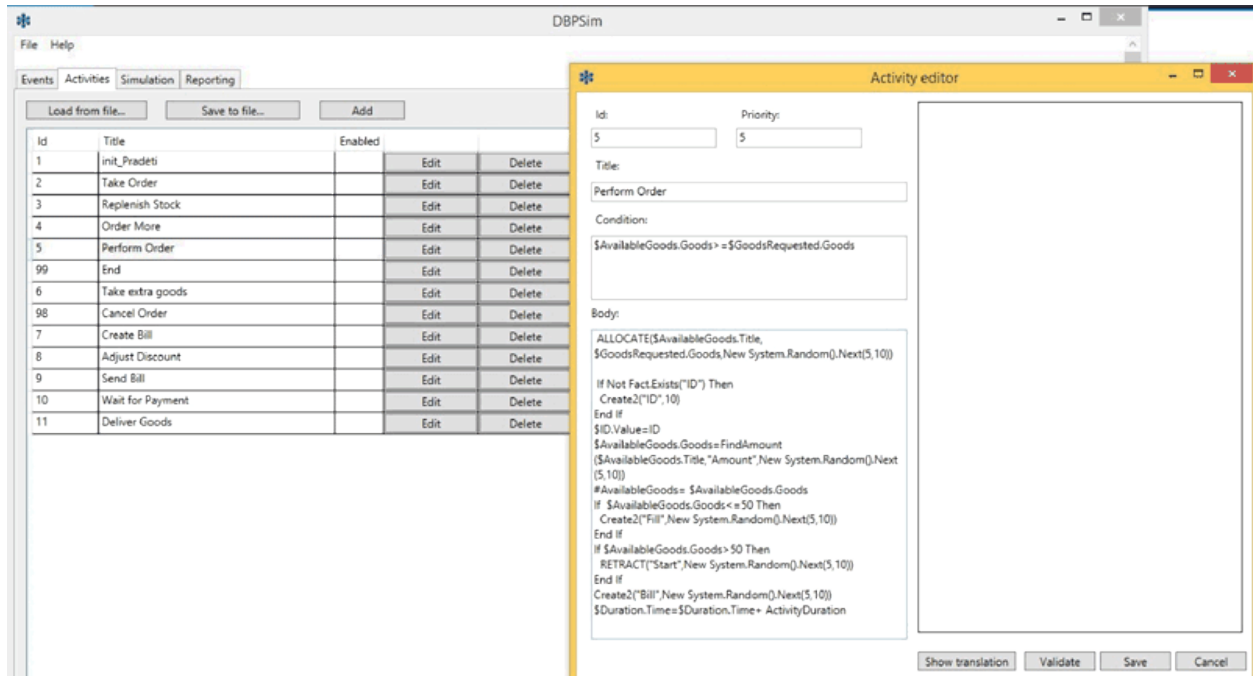 DBPSim
File Help
Events Activities Simulation Reporting
Load from file... Save to file... Add
Id Title Enabled
1 init_Pradeti Edit Delete
2 Take Order Edit Delete
3 Replenish Stock Edit Delete
4 Order More Edit Delete
5 Perform Order Edit Delete
99 End Edit Delete
6 Take extra goods Edit Delete
98 Cancel Order Edit Delete
7 Create Bill Edit Delete
8 Adjust Discount Edit Delete
9 Send Bill Edit Delete
10 Wait for Payment Edit Delete
11 Deliver Goods Edit Delete
Activity editor
Id: Priority:
5 5
Title:
Perform Order
Condition:
$AvailableGoods.Goods>=$GoodsRequested.Goods
Body:
ALLOCATE($AvailableGoods.Title,
$GoodsRequested.Goods,New System.Random().Next(5,10))
If Not Fact.Exists("ID") Then
Create2("ID",10)
End If
$ID.Value=ID
$AvailableGoods.Goods=FindAmount
($AvailableGoods.Title,"Amount",New System.Random().Next
(5,10))
#AvailableGoods= $AvailableGoods.Goods
If $AvailableGoods.Goods<=50 Then
Create2("Fill",New System.Random().Next(5,10))
End If
If $AvailableGoods.Goods>50 Then
RETRACT("Start",New System.Random().Next(5,10))
End If
Create2("Bill",New System.Random().Next(5,10))
$Duration.Time=$Duration.Time+ ActivityDuration
Show translation Validate Save Cancel